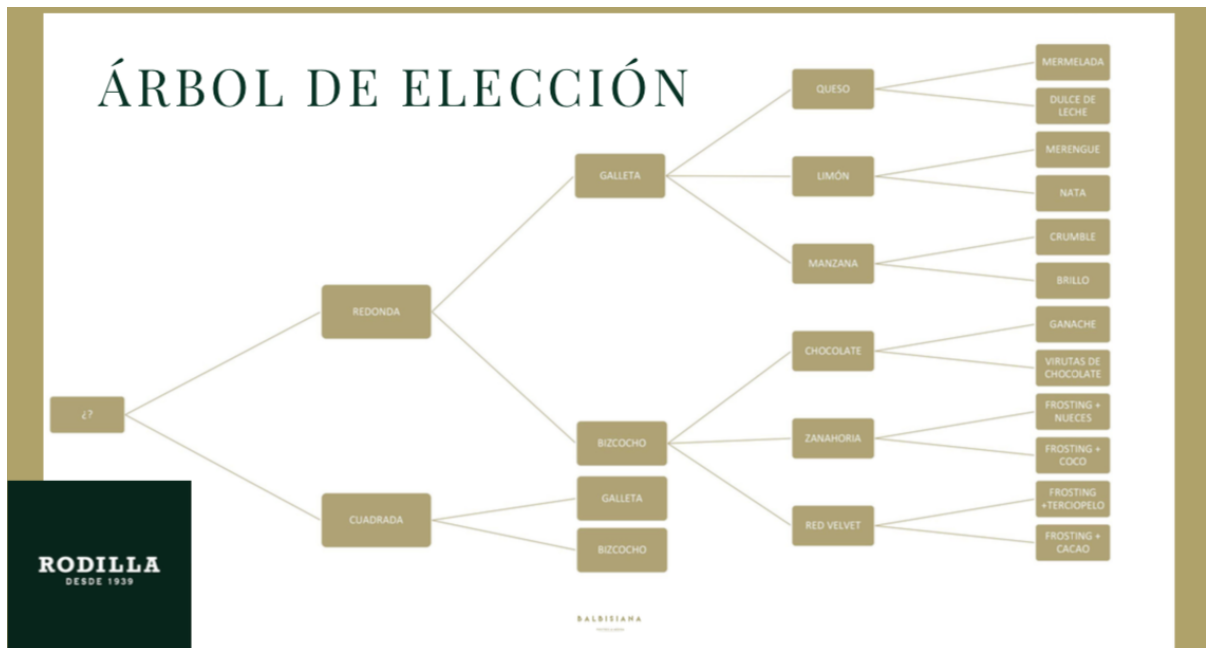 ÁRBOL DE ELECCIÓN
¿?
REDONDA
CUADRADA
GALLETA
BIZCOCHO
GALLETA
BIZCOCHO
QUESO
LIMÓN
MANZANA
CHOCOLATE
ZANAHORIA
RED VELVET
MERMELADA
DULCE DE
LECHE
MERENGUE
NATA
CRUMBLE
BRILLO
GANACHE
VIRUTAS DE
CHOCOLATE
FROSTING +
NUECES
FROSTING +
COCO
FROSTING
+TERCIOPELO
FROSTING +
CACAO
RODILLA
DESDE 1939
BALBISIANA